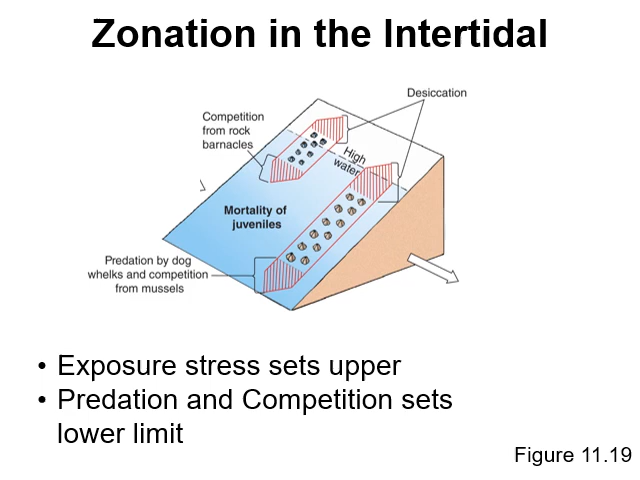 Zonation in the Intertidal
Desiccation
Competition
from rock
barnacles
High
water
Mortality of
juveniles
Predation by dog
whelks and competition
from mussels
• Exposure stress sets upper
• Predation and Competition sets
lower limit
Figure 11.19